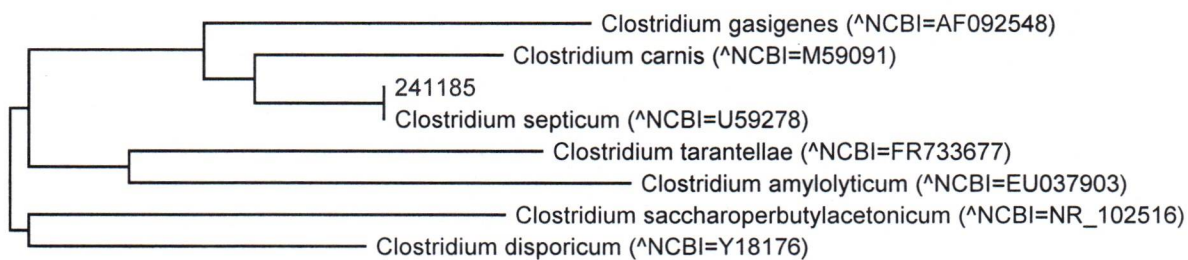 Clostridium gasigenes (^NCBI=AF092548)
Clostridium carnis (^NCBI=M59091)
241185
Clostridium septicum (^NCBI=U59278)
Clostridium tarantellae (^NCBI=FR733677)
Clostridium amylolyticum (^NCBI=EU037903)
Clostridium saccharoperbutylacetonicum (^NCBI=NR_102516)
Clostridium disporicum (^NCBI=Y18176)